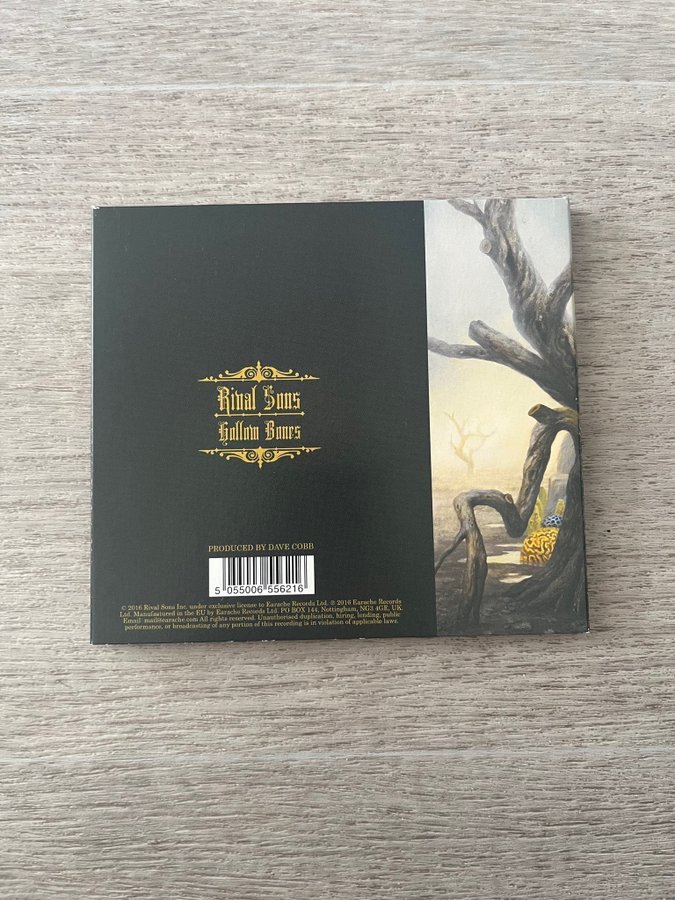 Rival Sons
Hollow Bones
PRODUCED BY DAVE COBB
5 055006 556216
© 2016 Rival Sons Inc. under exclusive license to Earache Records Ltd. ℗ 2016 Earache Records
Ltd. Manufactured in the EU by Earache Records Ltd. PO BOX 144, Nottingham, NG3 4GE, UK.
Email mail@earache.com All rights reserved. Unauthorised duplication, hiring, lending, public
performance, or broadcasting of any portion of this recording is in violation of applicable laws.